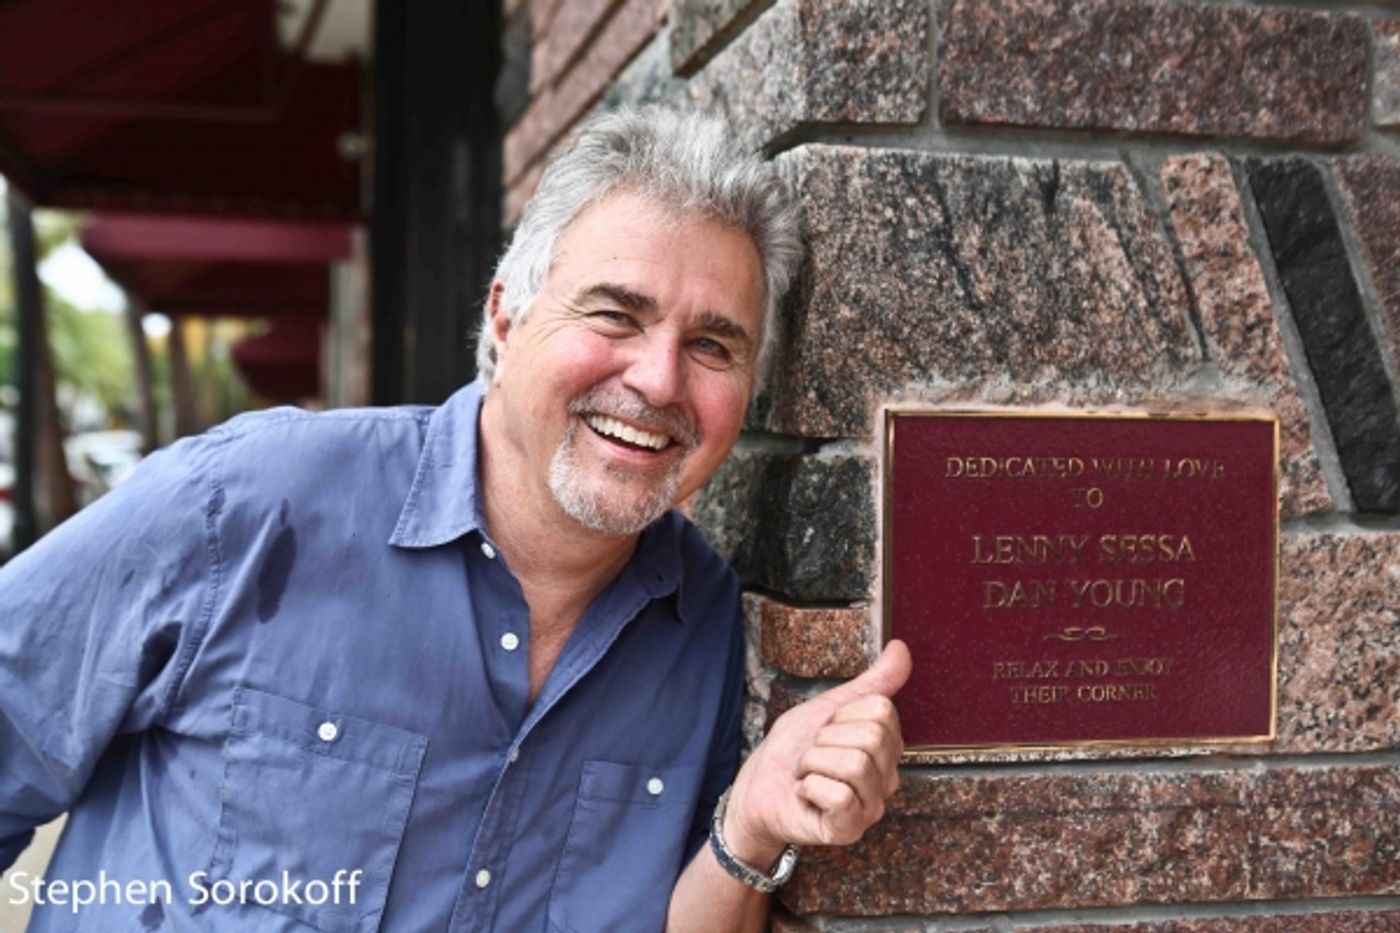 DEDICATED WITH LOVE
TO
LENNY SESSA
DAN YOUNG
RELAX AND ENJOY
THEIR CORNER
Stephen Sorokoff